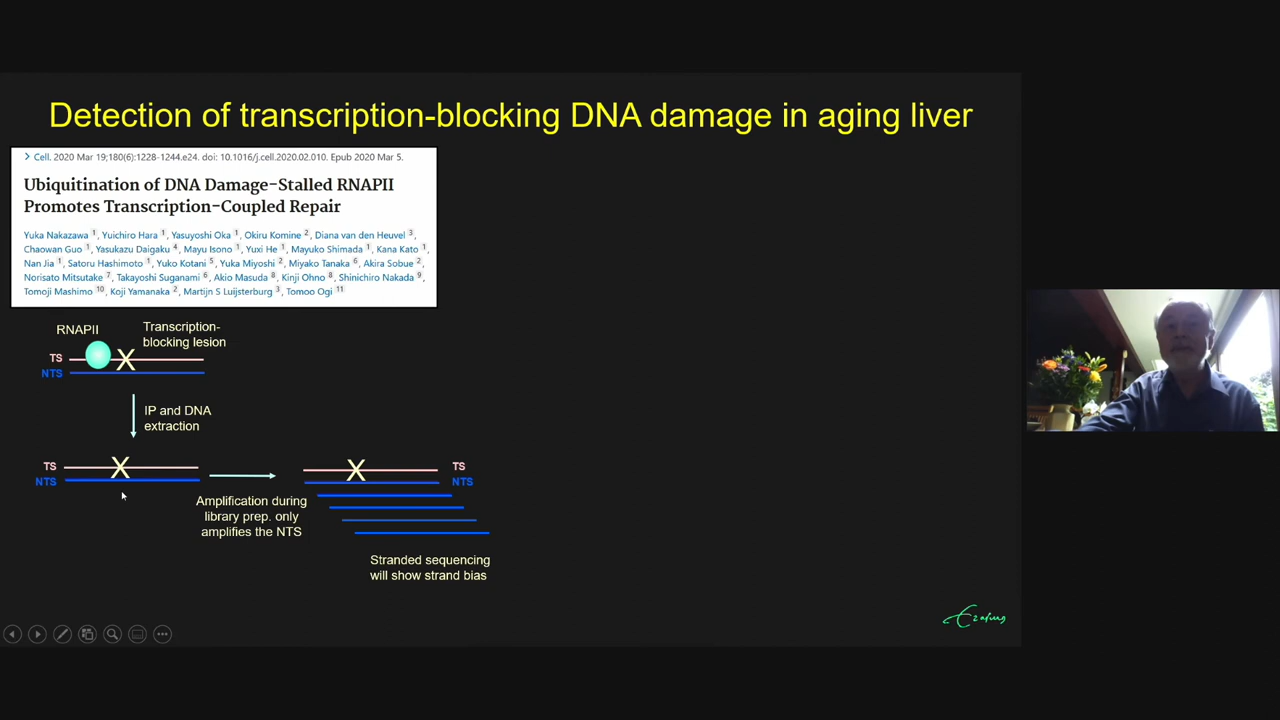 Detection of transcription-blocking DNA damage in aging liver
> Cell. 2020 Mar 19;180(6):1228-1244.e24. doi: 10.1016/j.cell.2020.02.010. Epub 2020 Mar 5.
Ubiquitination of DNA Damage-Stalled RNAPII
Promotes Transcription-Coupled Repair
Yuka Nakazawa 1, Yuichiro Hara 1, Yasuyoshi Oka 1, Okiru Komine 2, Diana van den Heuvel 3,
Chaowan Guo 1, Yasukazu Daigaku 4, Mayu Isono 1, Yuxi He 1, Mayuko Shimada 1, Kana Kato 1,
Nan Jia 1, Satoru Hashimoto 1, Yuko Kotani 5, Yuka Miyoshi 2, Miyako Tanaka 6, Akira Sobue 2,
Norisato Mitsutake 7, Takayoshi Suganami 6, Akio Masuda 8, Kinji Ohno 8, Shinichiro Nakada 9,
Tomoji Mashimo 10, Koji Yamanaka 2, Martijn S Luijsterburg 3, Tomoo Ogi 11
RNAPII
Transcription-
blocking lesion
TS
NTS
IP and DNA
extraction
TS
NTS
TS
NTS
Amplification during
library prep. only
amplifies the NTS
Stranded sequencing
will show strand bias
Erasmus